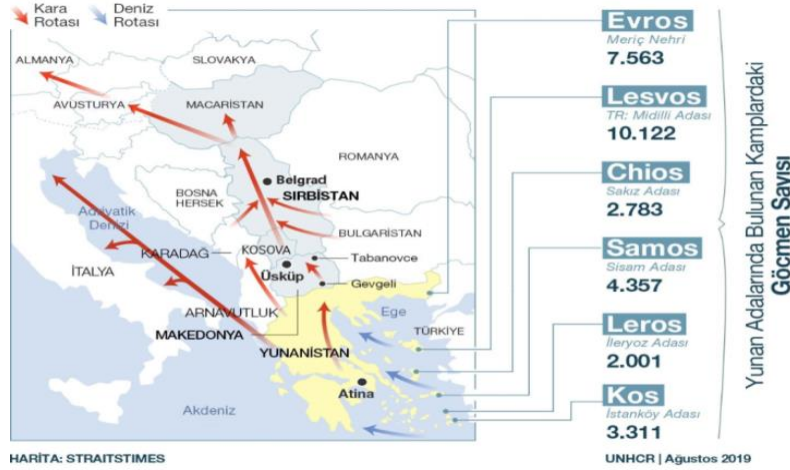 Kara
Rotası
Deniz
Rotası
ALMANYA
SLOVAKYA
AVUSTURYA
MACARİSTAN
ROMANYA
Belgrad
SIRBİSTAN
BOSNA
HERSEK
Adriyatik
Denizi
BULGARİSTAN
KARADAĞ
KOSOVA
Tabanovce
İTALYA
Üsküp
Gevgeli
ARNAVUTLUK
Ege
MAKEDONYA
TÜRKİYE
YUNANİSTAN
Atina
Akdeniz
Evros
Meriç Nehri
7.563
Lesvos
TR: Midilli Adası
10.122
Chios
Sakız Adası
2.783
Samos
Sisam Adası
4.357
Leros
İleryoz Adası
2.001
Kos
İstanköy Adası
3.311
Yunan Adalarında Bulunan Kamplardaki
Göçmen Sayısı
HARİTA: STRAITSTIMES
UNHCR | Ağustos 2019